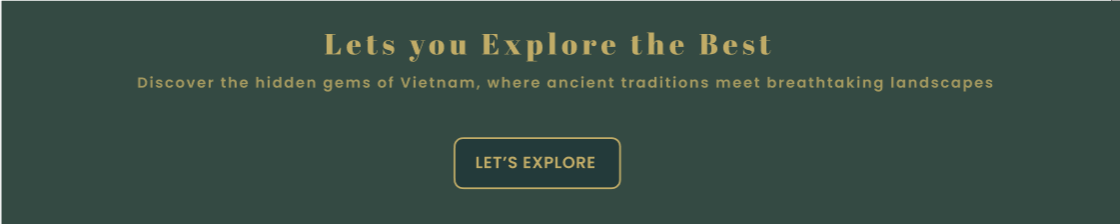 Lets you Explore the Best
Discover the hidden gems of Vietnam, where ancient traditions meet breathtaking landscapes
LET'S EXPLORE